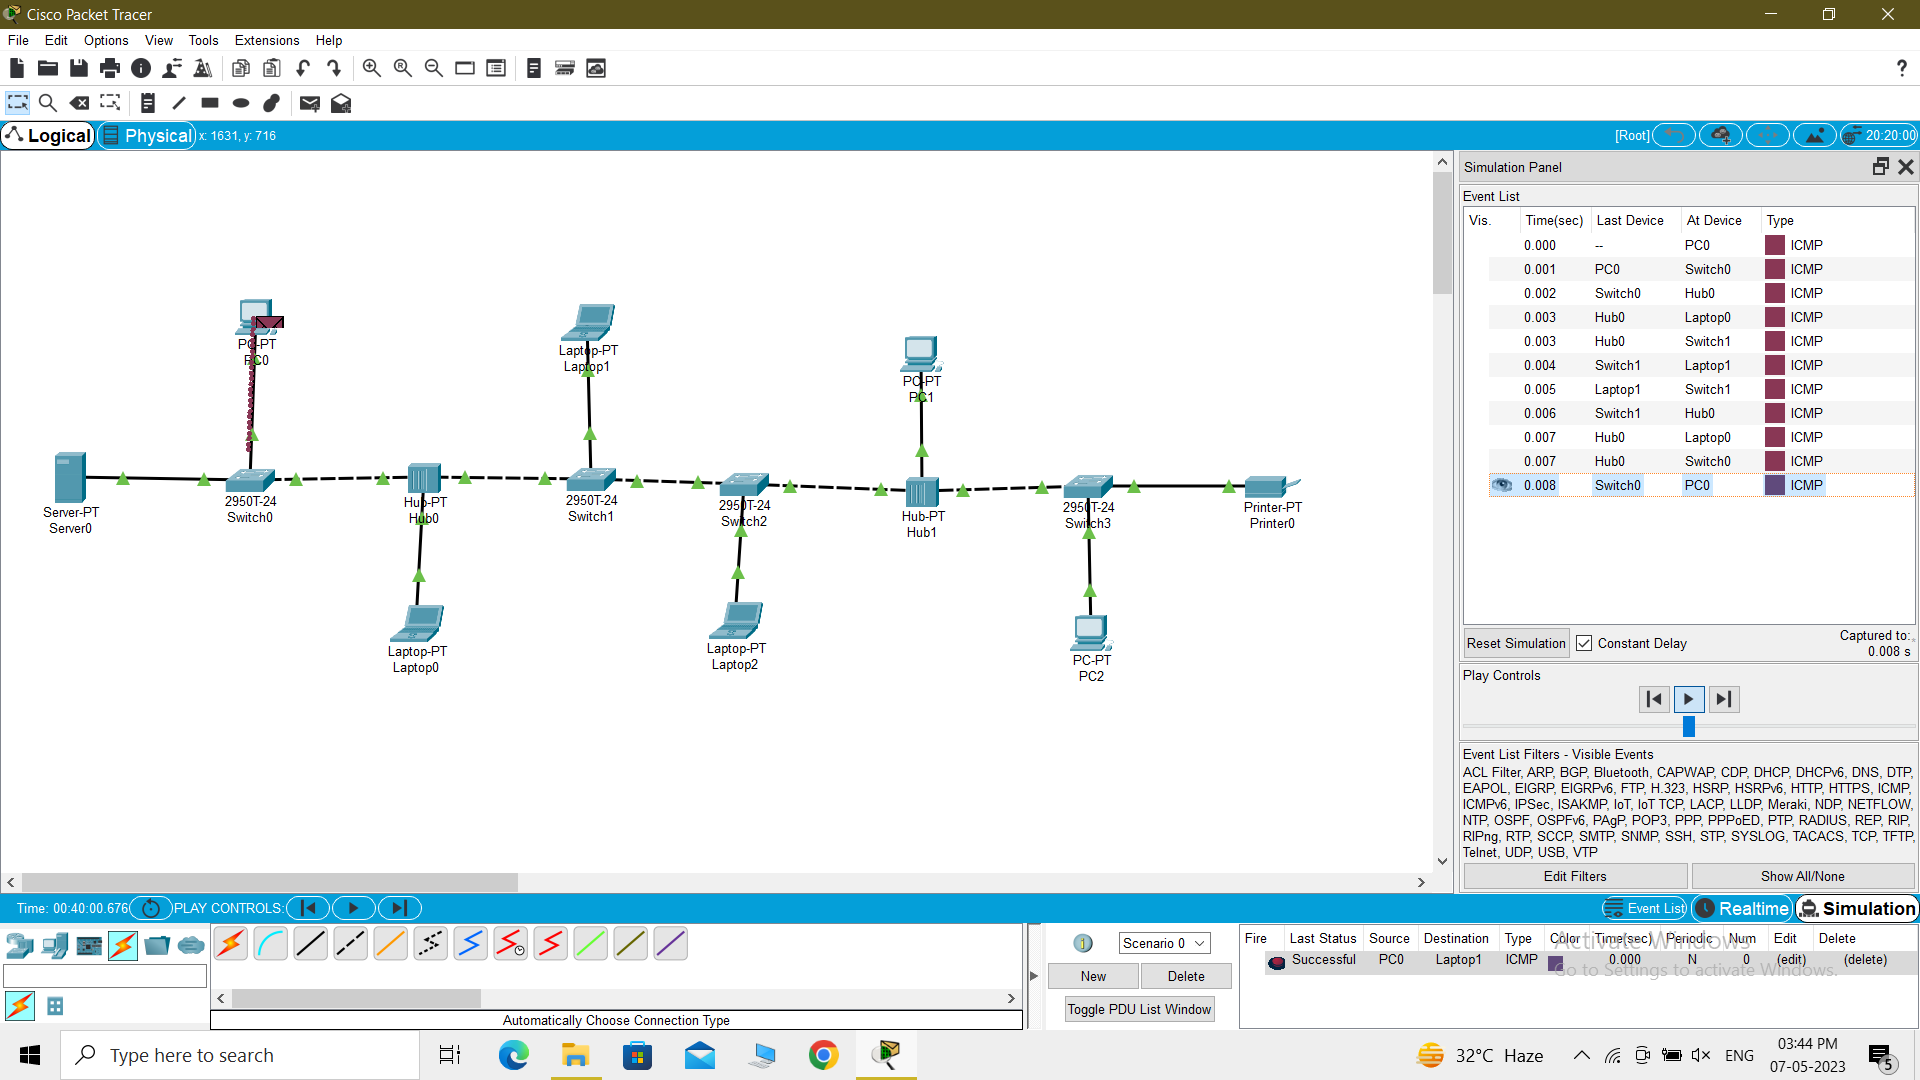 Cisco Packet Tracer
File Edit Options View Tools Extensions Help
Logical Physical x: 1631, y: 716 [Root] 20:20:00
PC-PT
PC0
Laptop-PT
Laptop1
PC-PT
PC1
Server-PT
Server0
2950T-24
Switch0
Hub-PT
Hub0
2950T-24
Switch1
2950T-24
Switch2
Hub-PT
Hub1
2950T-24
Switch3
Printer-PT
Printer0
Laptop-PT
Laptop0
Laptop-PT
Laptop2
PC-PT
PC2
Simulation Panel
Event List
Vis. Time(sec) Last Device At Device Type
0.000 -- PC0 ICMP
0.001 PC0 Switch0 ICMP
0.002 Switch0 Hub0 ICMP
0.003 Hub0 Laptop0 ICMP
0.003 Hub0 Switch1 ICMP
0.004 Switch1 Laptop1 ICMP
0.005 Laptop1 Switch1 ICMP
0.006 Switch1 Hub0 ICMP
0.007 Hub0 Laptop0 ICMP
0.007 Hub0 Switch0 ICMP
0.008 Switch0 PC0 ICMP
Reset Simulation Constant Delay Captured to:
0.008 s
Play Controls
Event List Filters - Visible Events
ACL Filter, ARP, BGP, Bluetooth, CAPWAP, CDP, DHCP, DHCPv6, DNS, DTP,
EAPOL, EIGRP, EIGRPv6, FTP, H.323, HSRP, HSRPv6, HTTP, HTTPS, ICMP,
ICMPv6, IPSec, ISAKMP, IoT, IoT TCP, LACP, LLDP, Meraki, NDP, NETFLOW,
NTP, OSPF, OSPFv6, PAgP, POP3, PPP, PPPoED, PTP, RADIUS, REP, RIP,
RIPng, RTP, SCCP, SMTP, SNMP, SSH, STP, SYSLOG, TACACS, TCP, TFTP,
Telnet, UDP, USB, VTP
Edit Filters Show All/None
Time: 00:40:00.676 PLAY CONTROLS: Event List Realtime Simulation
Scenario 0
New Delete
Toggle PDU List Window
Fire Last Status Source Destination Type Color Time(sec) Periodic Num Edit Delete
Successful PC0 Laptop1 ICMP 0.000 N 0 (edit) (delete)
Activate Windows
Go to Settings to activate Windows.
Automatically Choose Connection Type
Type here to search
32°C Haze ENG 03:44 PM
07-05-2023
5